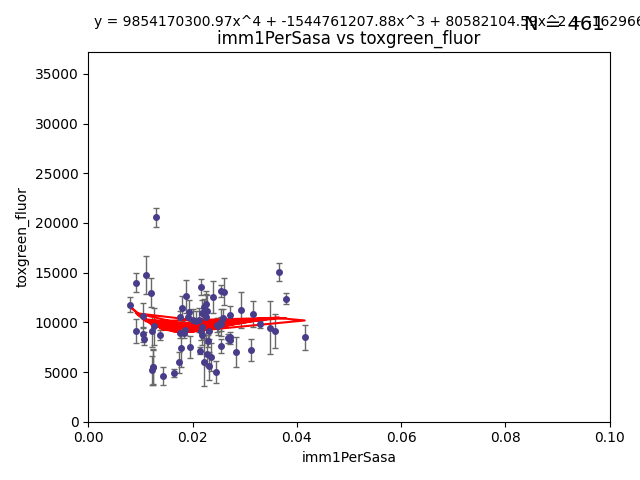 y = 9854170300.97x^4 + -1544761207.88x^3 + 80582104.
N = 461
imm1PerSasa vs toxgreen_fluor
35000
30000
25000
20000
15000
10000
5000
0
toxgreen_fluor
0.00 0.02 0.04 0.06 0.08 0.10
imm1PerSasa